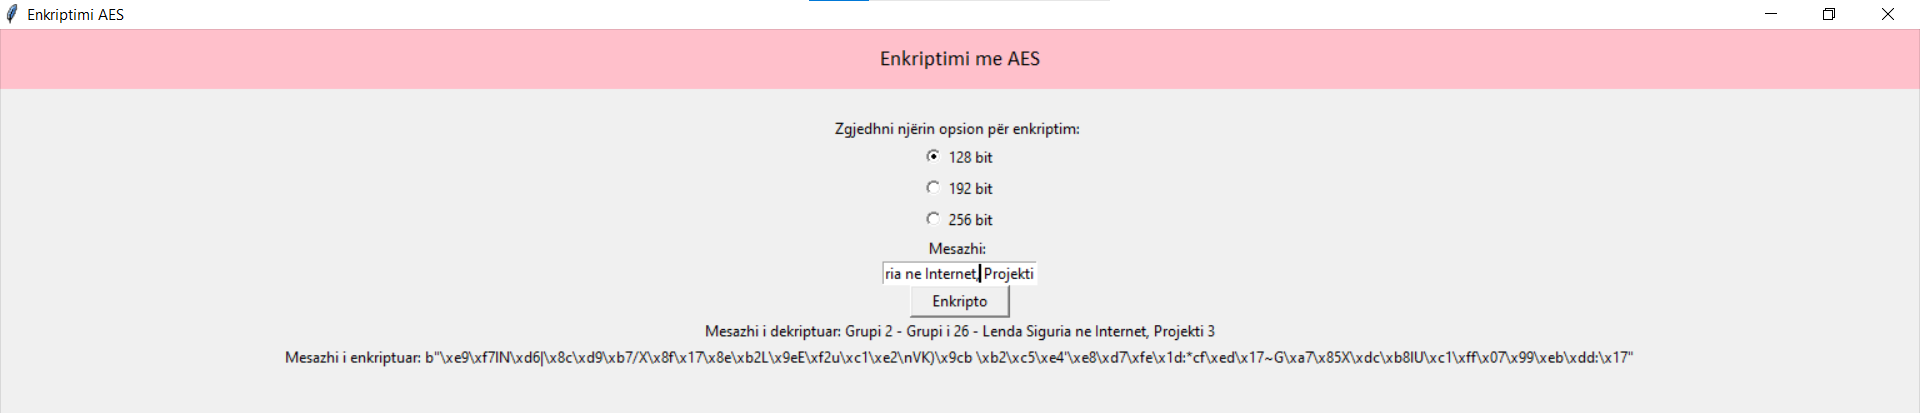 Enkriptimi AES
Enkriptimi me AES
Zgjedhni njërin opsion për enkriptim:
128 bit
192 bit
256 bit
Mesazhi:
ria ne Internet, Projekti
Enkripto
Mesazhi i dekriptuar: Grupi 2 - Grupi i 26 - Lenda Siguria ne Internet, Projekti 3
Mesazhi i enkriptuar: b"\xe9\xf7IN\xd6|\x8c\xd9\xb7/X\x8f\x17\x8e\xb2L\x9eE\xf2u\xc1\xe2\nVK)\x9cb \xb2\xc5\xe4'\xe8\xd7\xfe\x1d:*cf\xed\x17~G\xa7\x85X\xdc\xb8IU\xc1\xff\x07\x99\xeb\xdd:\x17"